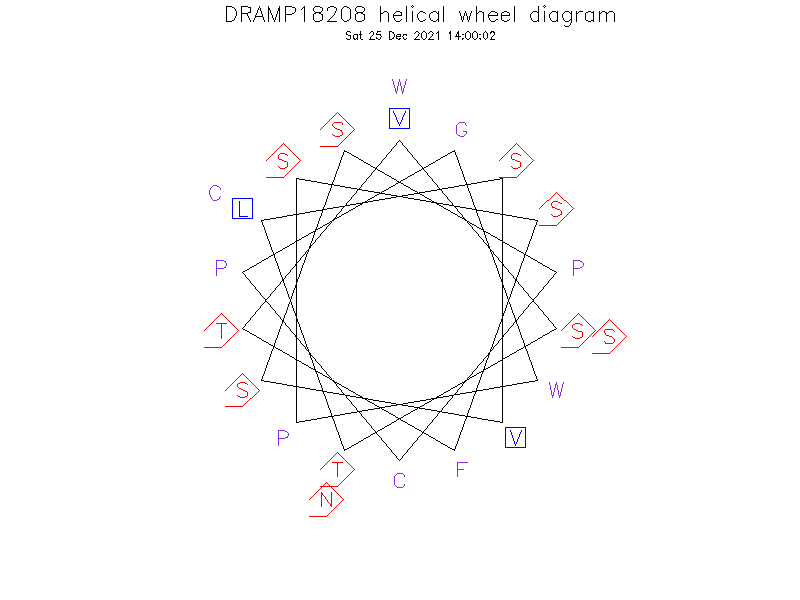 DRAMP18208 helical wheel diagram
Sat 25 Dec 2021 14:00:02
W
V
S G
S S
C L S
P P
T S S
S W
P V
T F
C
N